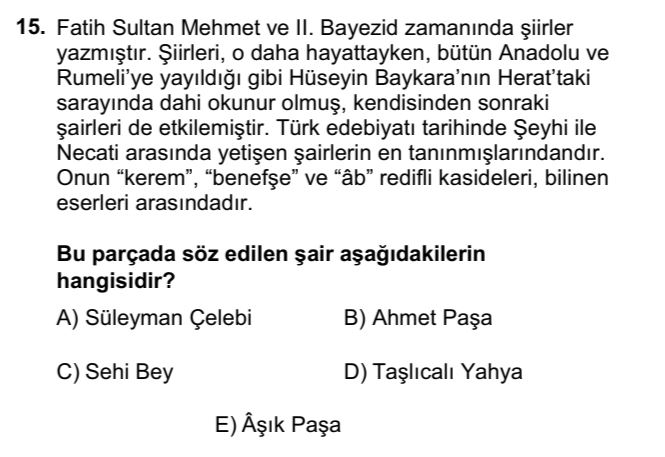 15. Fatih Sultan Mehmet ve II. Bayezid zamanında şiirler
yazmıştır. Şiirleri, o daha hayattayken, bütün Anadolu ve
Rumeli’ye yayıldığı gibi Hüseyin Baykara’nın Herat’taki
sarayında dahi okunur olmuş, kendisinden sonraki
şairleri de etkilemiştir. Türk edebiyatı tarihinde Şeyhi ile
Necati arasında yetişen şairlerin en tanınmışlarındandır.
Onun “kerem”, “benefşe” ve “âb” redifli kasideleri, bilinen
eserleri arasındadır.
Bu parçada söz edilen şair aşağıdakilerin
hangisidir?
A) Süleyman Çelebi B) Ahmet Paşa
C) Sehi Bey D) Taşlıcalı Yahya
E) Âşık Paşa